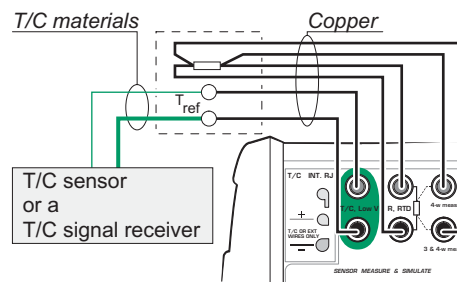 T/C materials
Copper
Tref
T/C sensor
or a
T/C signal receiver
T/C INT. RJ
+
T/C OR EXT
WIRES ONLY
−
T/C, Low V
R, RTD
4-w meas
3 & 4-w me
SENSOR MEASURE & SIMULATE